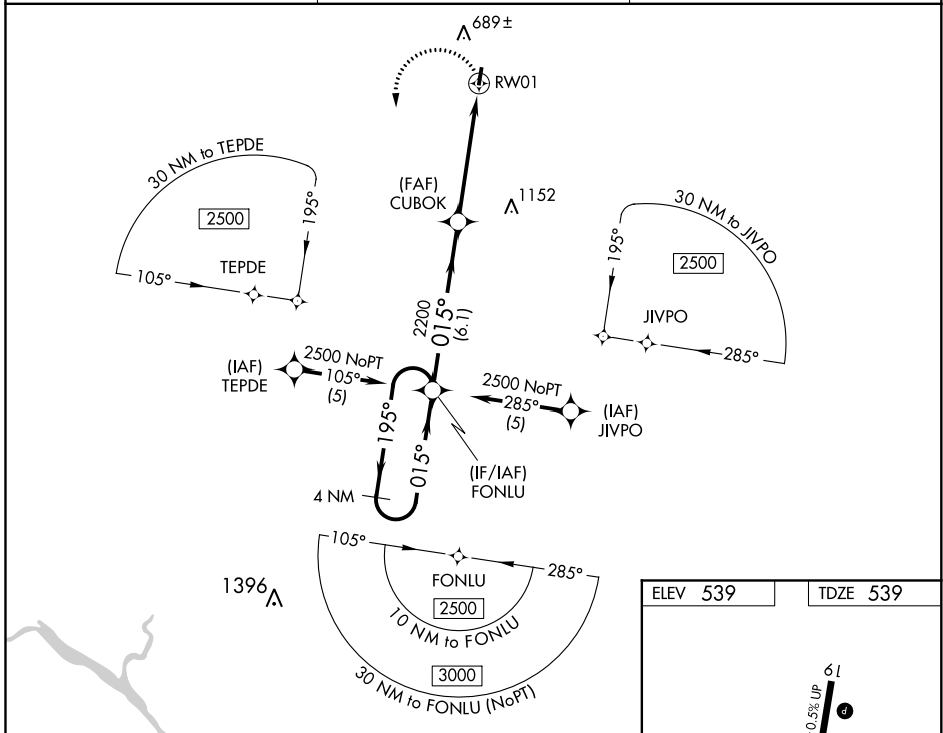 689±
RW01
30 NM to TEPDE
2500
195°
105°
TEPDE
(FAF)
CUBOK
1152
30 NM to JIVPO
195°
2500
JIVPO
285°
2200
015°
(6.1)
(IAF)
TEPDE
2500 NoPT
105°
(5)
2500 NoPT
285°
(5)
(IAF)
JIVPO
195°
015°
(IF/IAF)
FONLU
4 NM
105°
285°
FONLU
2500
10 NM to FONLU
3000
30 NM to FONLU (NoPT)
1396
ELEV 539
TDZE 539
19
0.5% UP
P